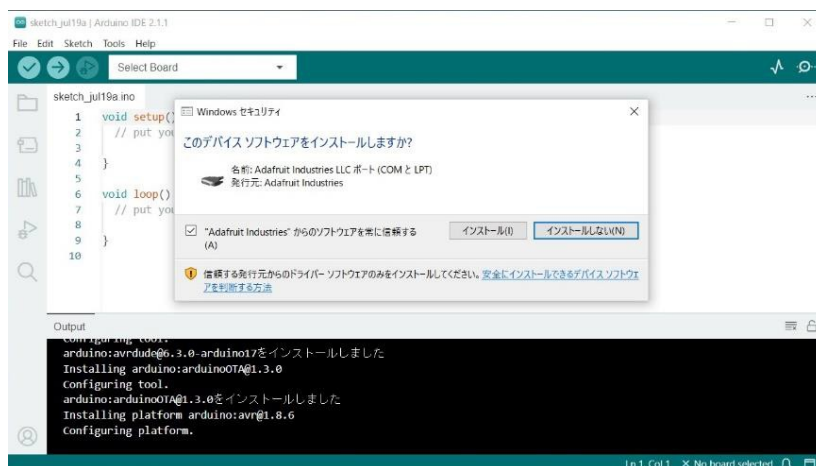 sketch_jul19a | Arduino IDE 2.1.1
File Edit Sketch Tools Help
Select Board
sketch_jul19a.ino
1 void setup()
2 // put you
3
4 }
5
6 void loop()
7 // put you
8
9 }
10
Windows セキュリティ
このデバイス ソフトウェアをインストールしますか?
名前: Adafruit Industries LLC ポート (COM と LPT)
発行元: Adafruit Industries
"Adafruit Industries" からのソフトウェアを常に信頼する
(A)
インストール(I)
インストールしない(N)
信頼する発行元からのドライバー ソフトウェアのみをインストールしてください。安全にインストールできるデバイス ソフトウェ
アを判断する方法
Output
Configuring tool.
arduino:avrdude@6.3.0-arduino17をインストールしました
Installing arduino:arduinoOTA@1.3.0
Configuring tool.
arduino:arduinoOTA@1.3.0をインストールしました
Installing platform arduino:avr@1.8.6
Configuring platform.
Ln 1, Col 1 × No board selected